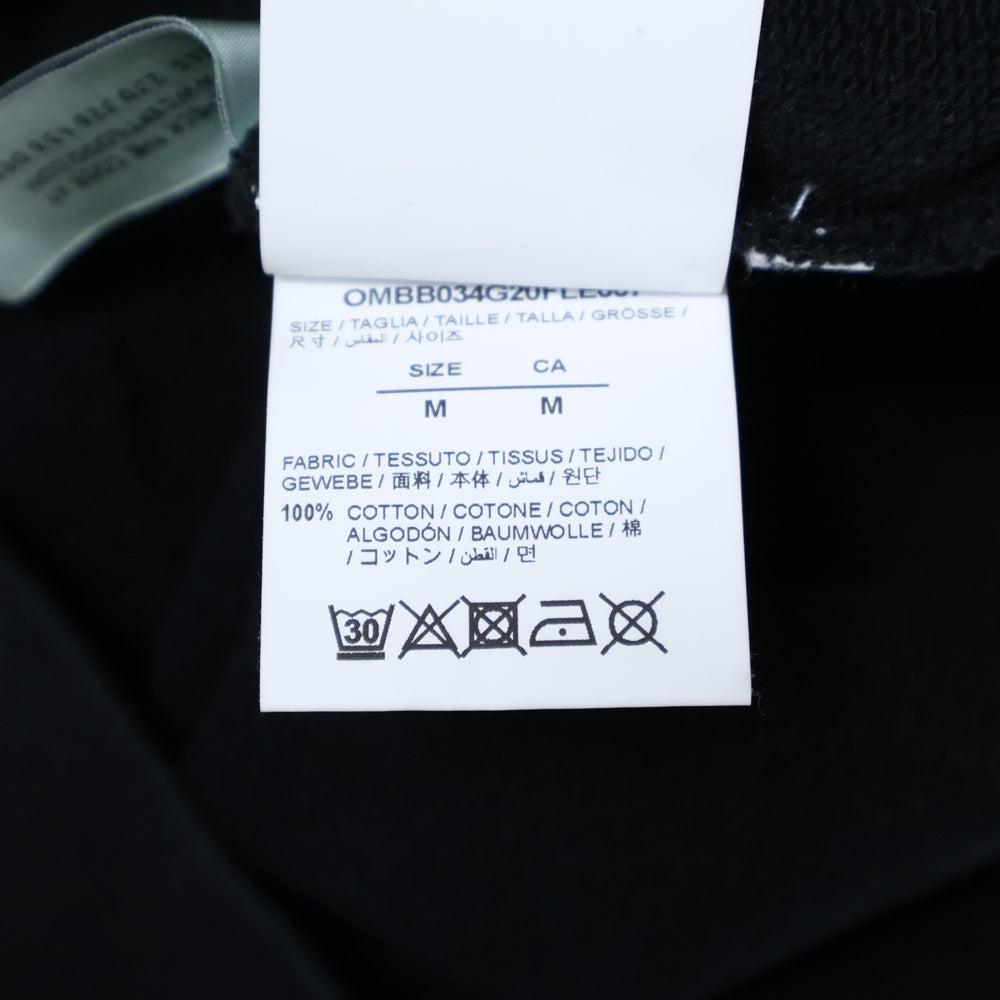 OMBB034G20FLE007
SIZE / TAGLIA / TAILLE / TALLA / GRÖSSE /
尺寸 / المقاس / 사이즈
SIZE CA
M M
FABRIC / TESSUTO / TISSUS / TEJIDO /
GEWEBE / 面料 / 本体 / قماش / 원단
100% COTTON / COTONE / COTON /
ALGODÓN / BAUMWOLLE / 棉
/ コットン / القطن / 면
30